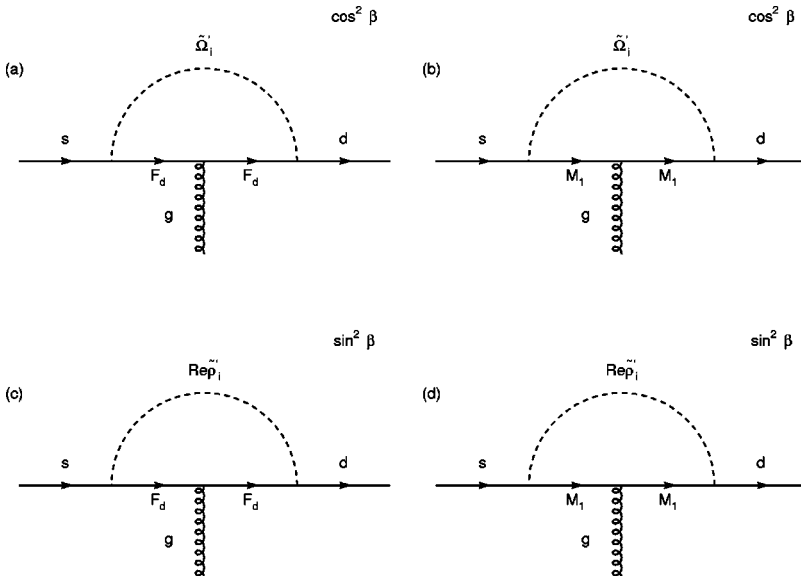 cos² β
(a)
Ω̃'ᵢ
s
d
F_d
F_d
g
cos² β
(b)
Ω̃'ᵢ
s
d
M₁
M₁
g
sin² β
(c)
Reρ̃'ᵢ
s
d
F_d
F_d
g
sin² β
(d)
Reρ̃'ᵢ
s
d
M₁
M₁
g